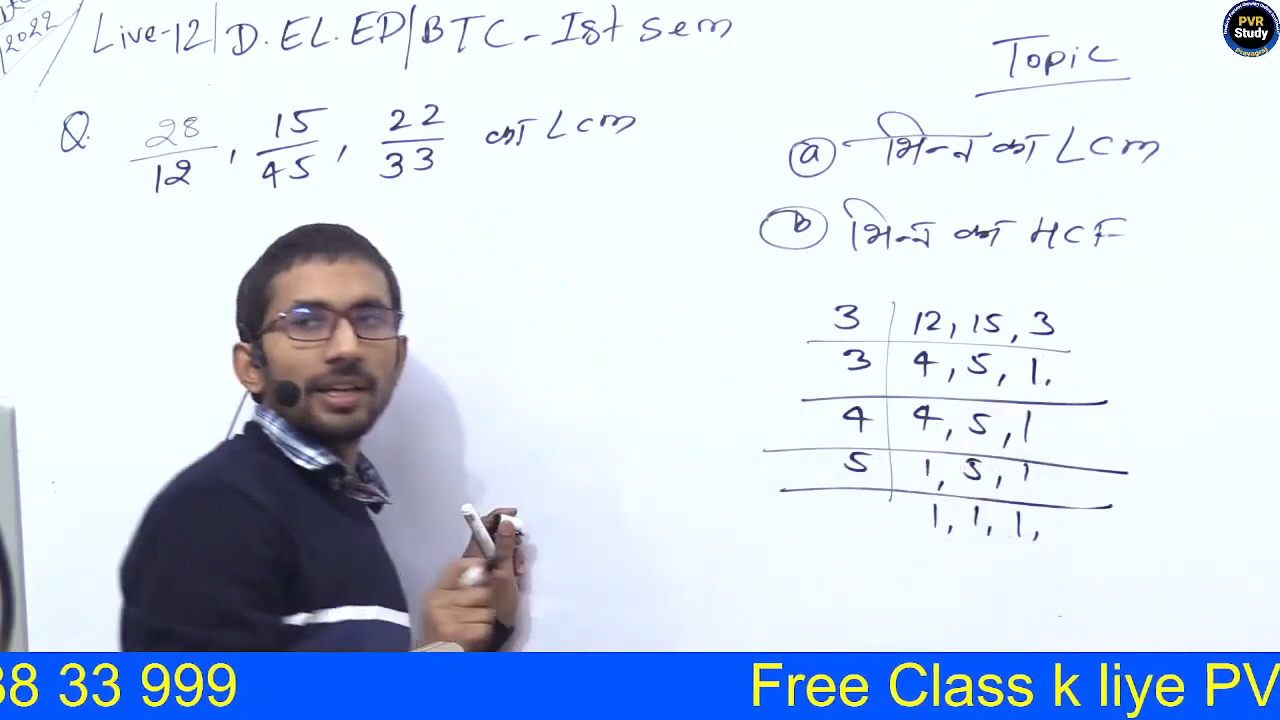 2022
Live-12 | D.EL.ED | BTC - Ist sem
Q. 28/12, 15/45, 22/33 का Lcm
Topic
a भिन्न का LCm
b भिन्न का HCF
3 | 12, 15, 3
3 | 4, 5, 1.
4 | 4, 5, 1
5 | 1, 5, 1
1, 1, 1,
PVR
Study
Prayagraj
38 33 999
Free Class k liye PV